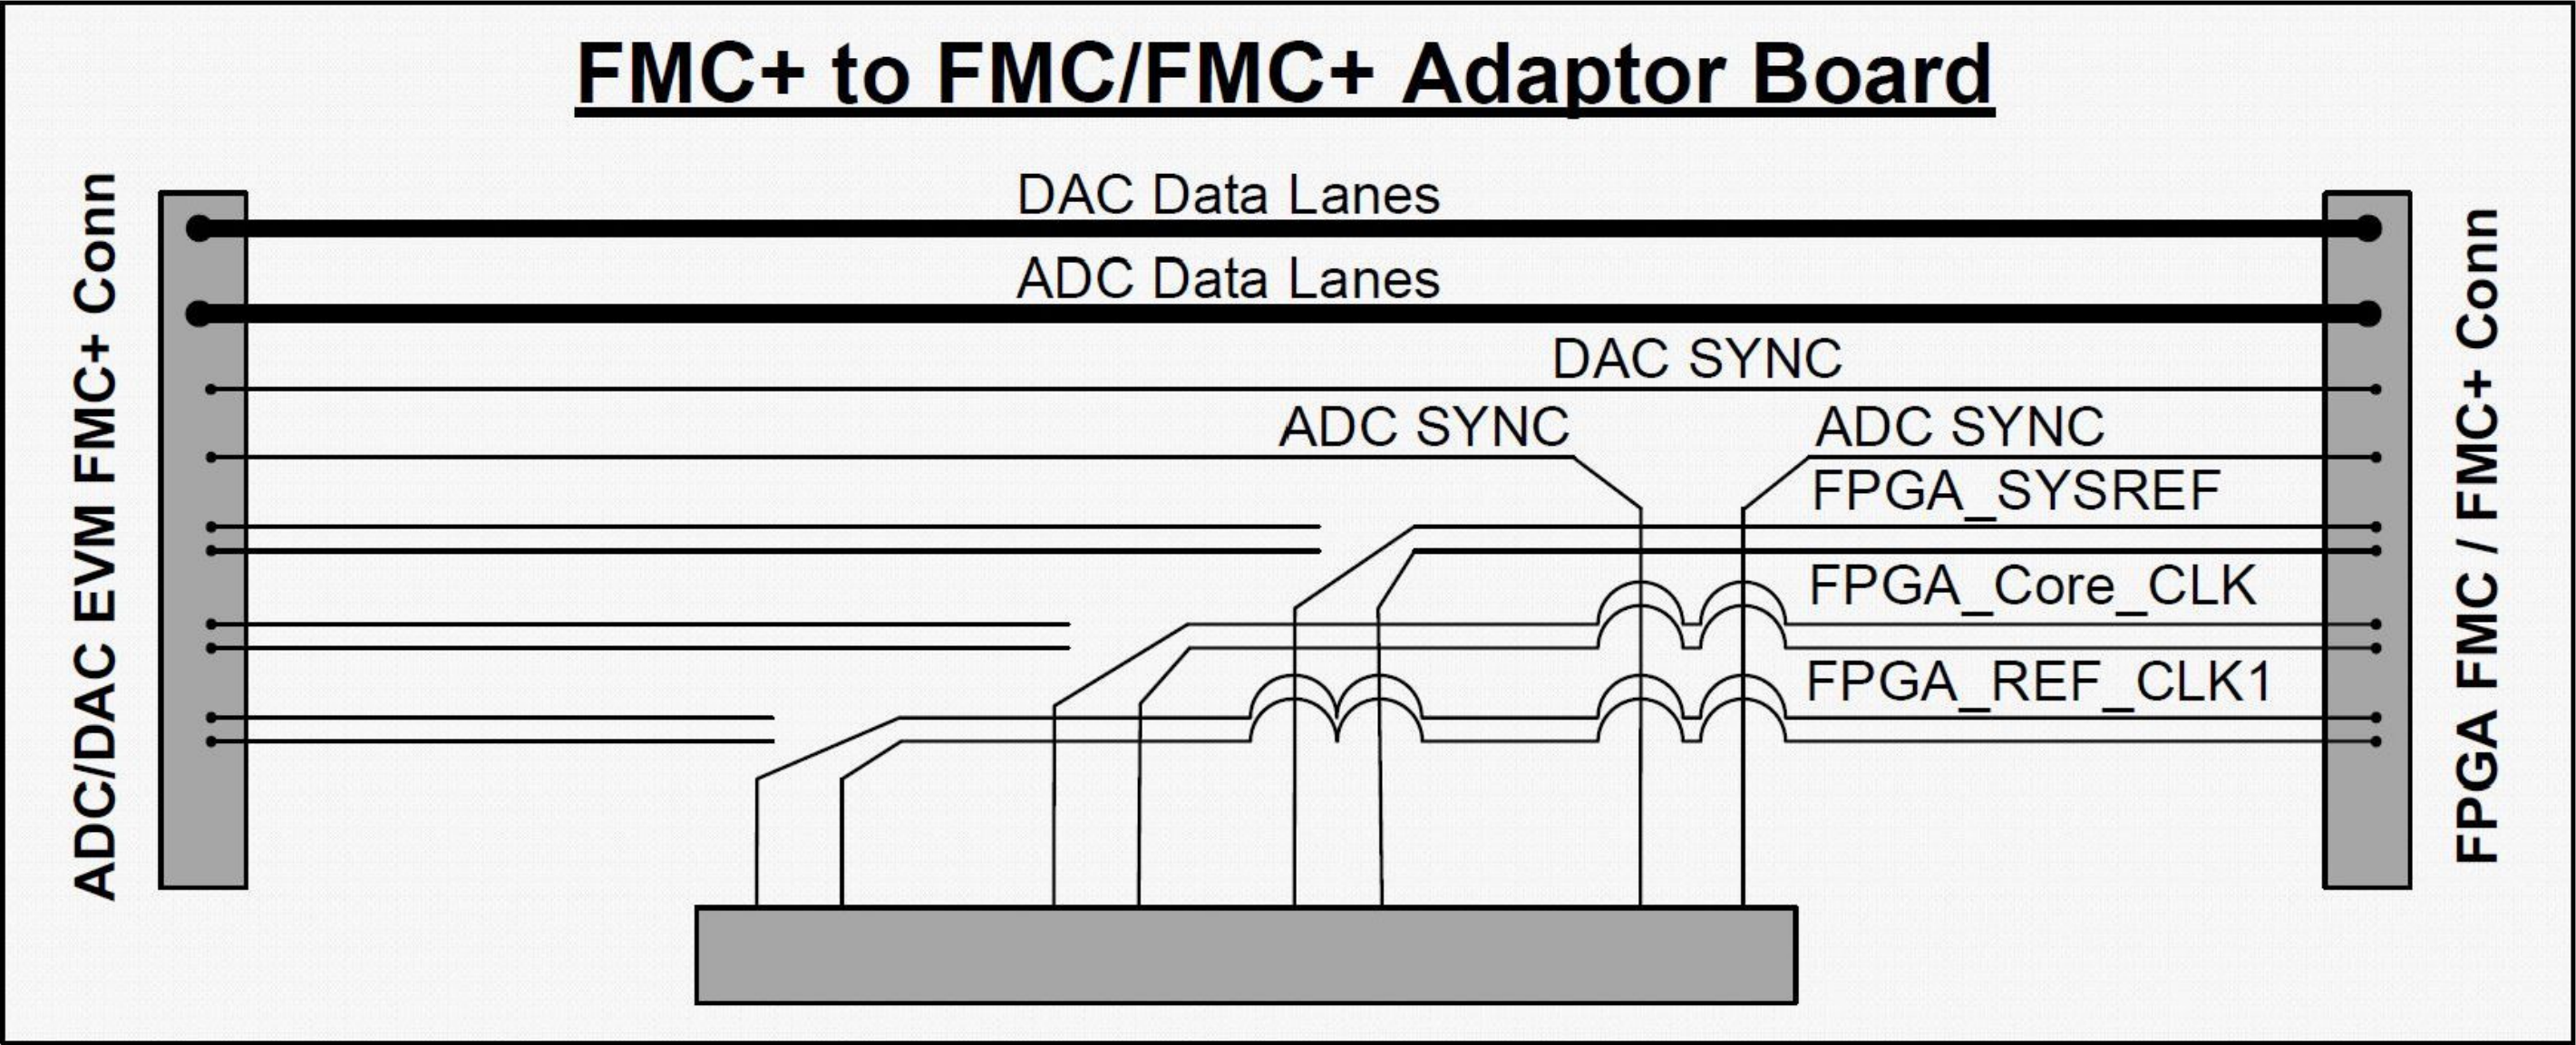 FMC+ to FMC/FMC+ Adaptor Board
ADC/DAC EVM FMC+ Conn
DAC Data Lanes
ADC Data Lanes
DAC SYNC
ADC SYNC
ADC SYNC
FPGA_SYSREF
FPGA_Core_CLK
FPGA_REF_CLK1
FPGA FMC / FMC+ Conn